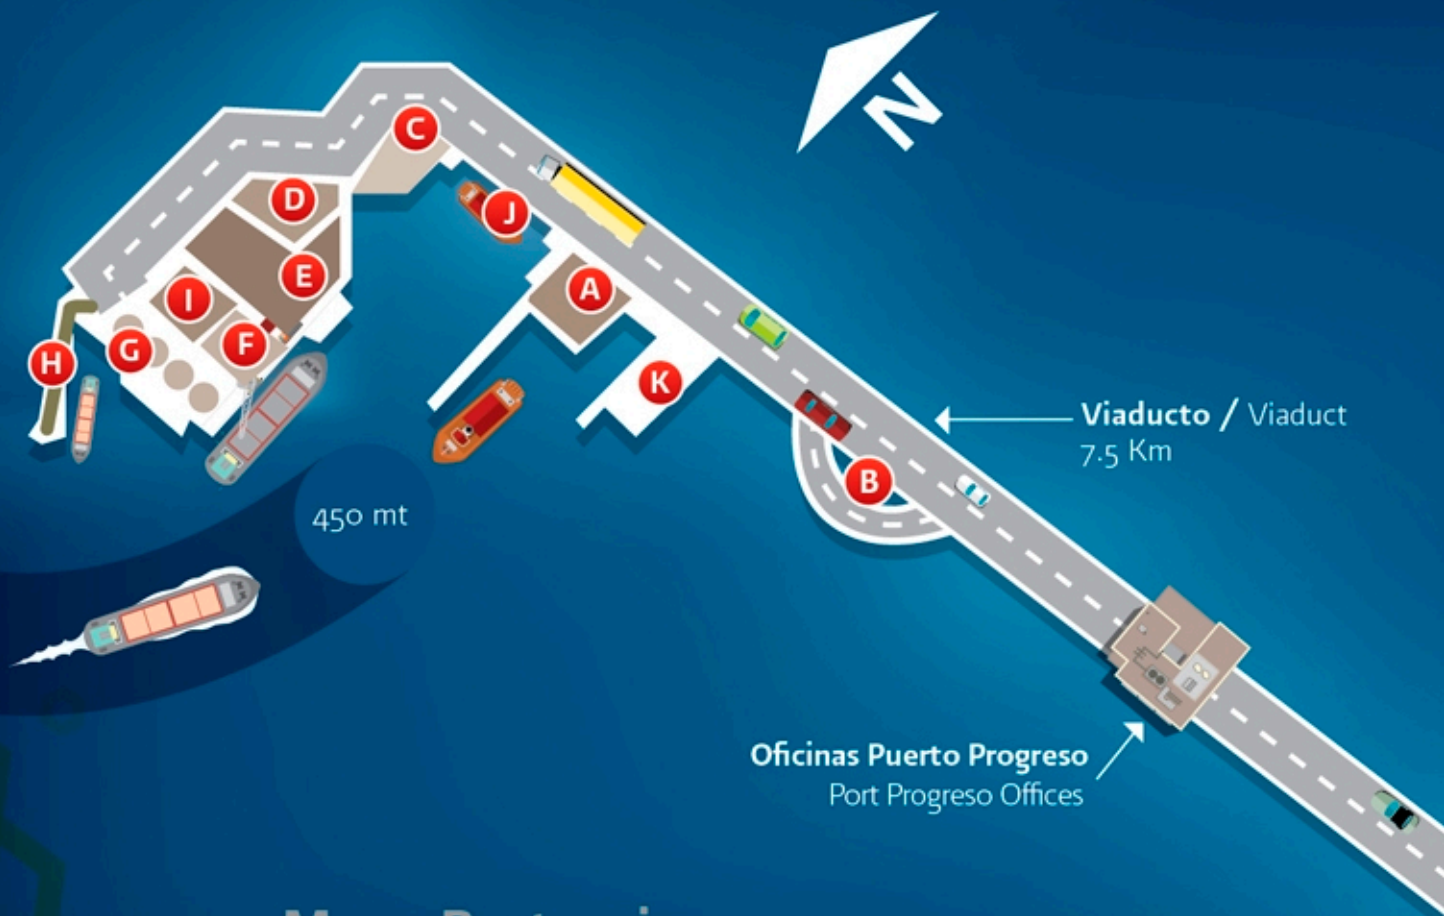 N
C
D
J
E
A
I
G
F
H
K
B
Viaducto / Viaduct
7.5 Km
450 mt
Oficinas Puerto Progreso
Port Progreso Offices